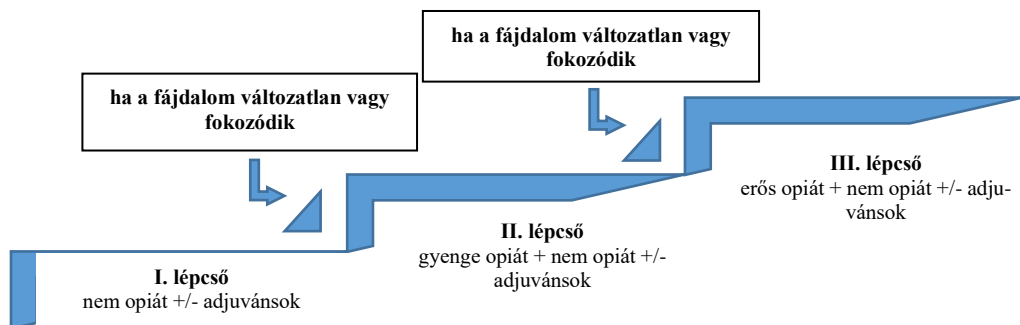 ha a fájdalom változatlan vagy
fokozódik
ha a fájdalom változatlan vagy
fokozódik
I. lépcső
nem opiát +/- adjuvánsok
II. lépcső
gyenge opiát + nem opiát +/-
adjuvánsok
III. lépcső
erős opiát + nem opiát +/- adju-
vánsok